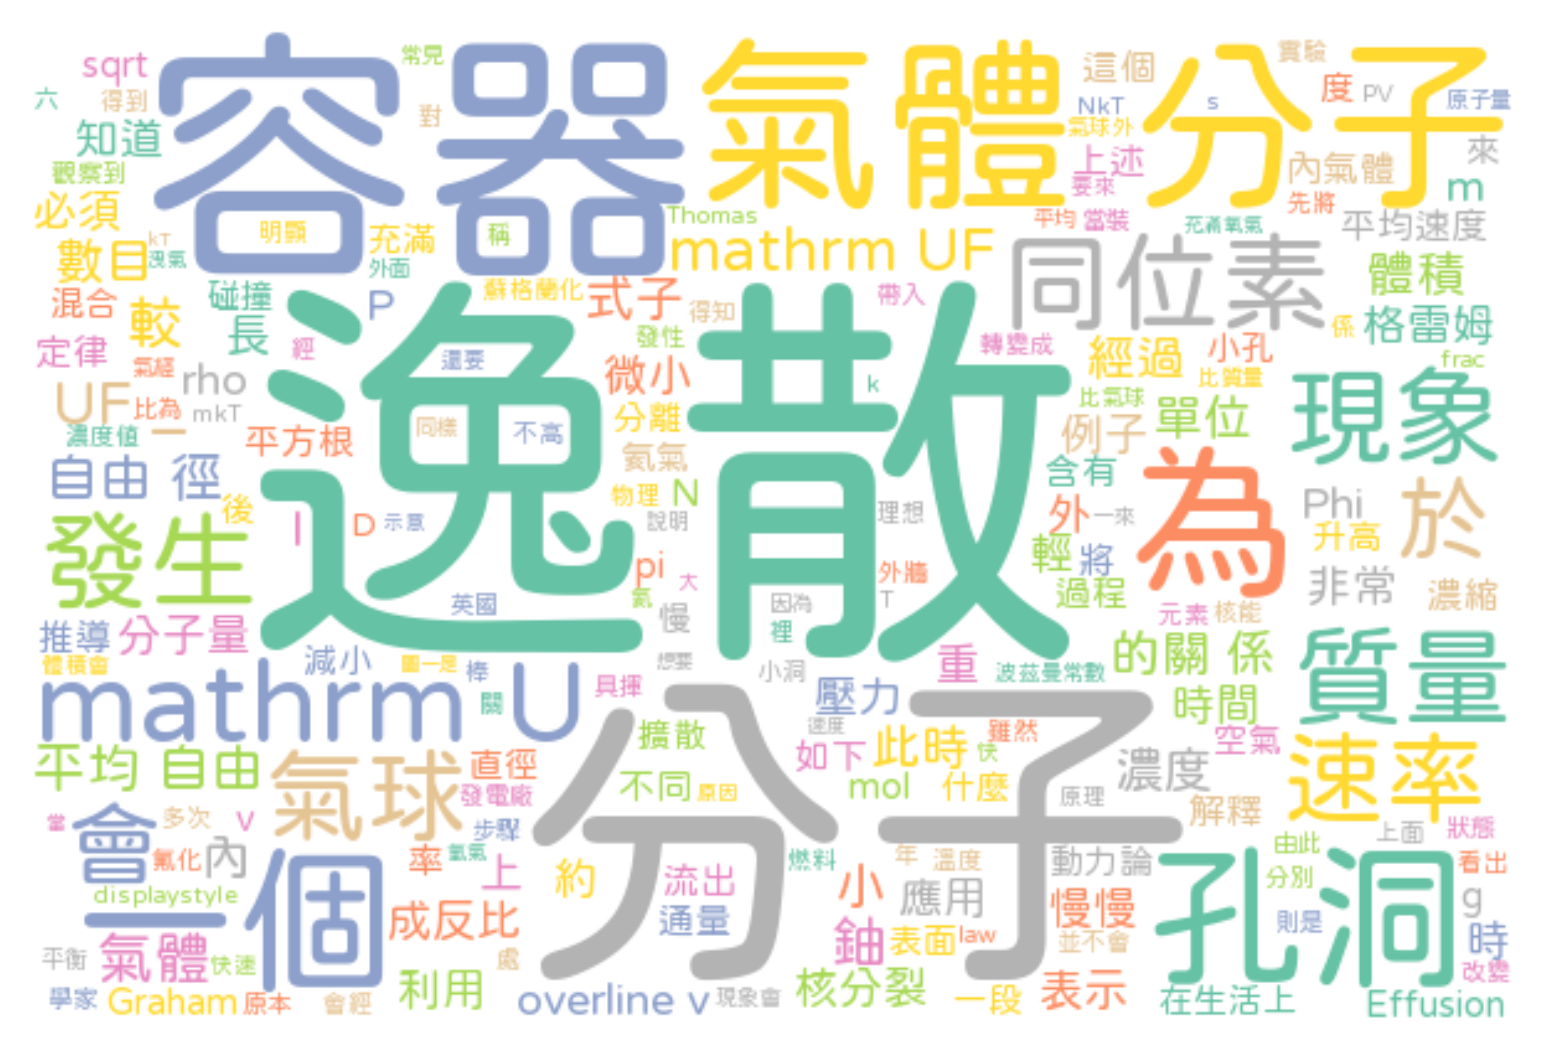 sqrt 容器 常見 氣體分子 這個 實驗
六 得到 對 NkT s 度 PV 原子量
知道 氣球外 來
觀察到 上述 內氣體
必須 明顯 充滿 稱 Thomas 要來 先將 m
數目 kT 洩氣 外面 mathrm UF 平均 當裝 充滿氧氣 平均速度
混合 較 碰撞 P 蘇格蘭化 式子 得知 帶入 同位素 體積
定律 長 經 發性 k 轉變成 經過 小孔 係 格雷姆
氣經 rho 還要 微小 比質量 frac
UF 比為 mkT 逸散 分離 比氣球 例子 單位 現象
濃度值 一 平方根 同樣 不高 氦氣
自由 徑 後 物理 N 理想 含有 為 Phi 於
發生 I D 示意 說明 外 一來 升高
pi 大 外牆 輕 將 非常
英國 氦 慢 因為 T 過程 元素 核能 濃縮
推導 分子量 裡 的關 係
體積會 減小 圖一是 棒 想要 小洞 重 波茲曼常數 質量
mathrm U 關 具揮 分子 壓力 時間
擴散 速度 雖然 空氣
平均 自由 氣球 直徑 如下 此時 快 濃度 速率
發電廠 不同 原因 mol 什麼 原理 解釋
當 會 多次 V 步驟 上面 狀態
氟化 內 率 氫氣 上 約 燃料 年 溫度 動力論 由此 看出
displaystyle 一個 流出 小 應用 慢慢 孔洞 分別 g
成反比 通量 鈾 表面 law 並不會 則是 時
平衡 氣體 快速 處 改變
學家 Graham 原本 曾經 利用 overline v 現象會 核分裂 一段 表示 在生活上 Effusion